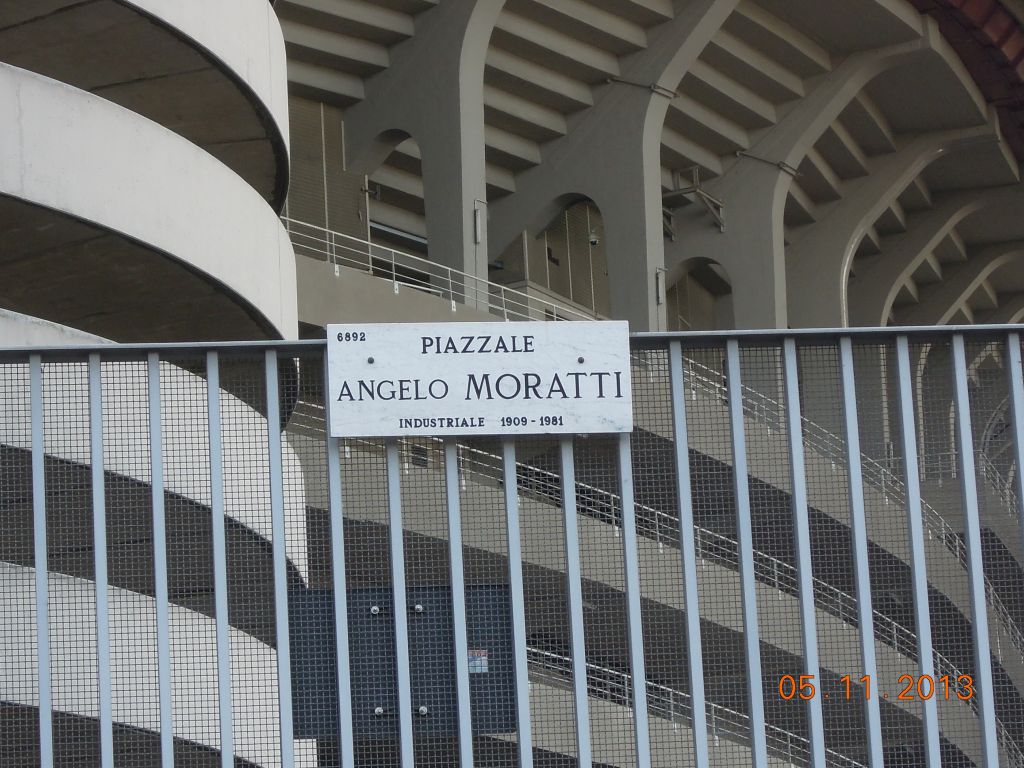 6892
PIAZZALE
ANGELO MORATTI
INDUSTRIALE 1909 - 1981
05.11.2013